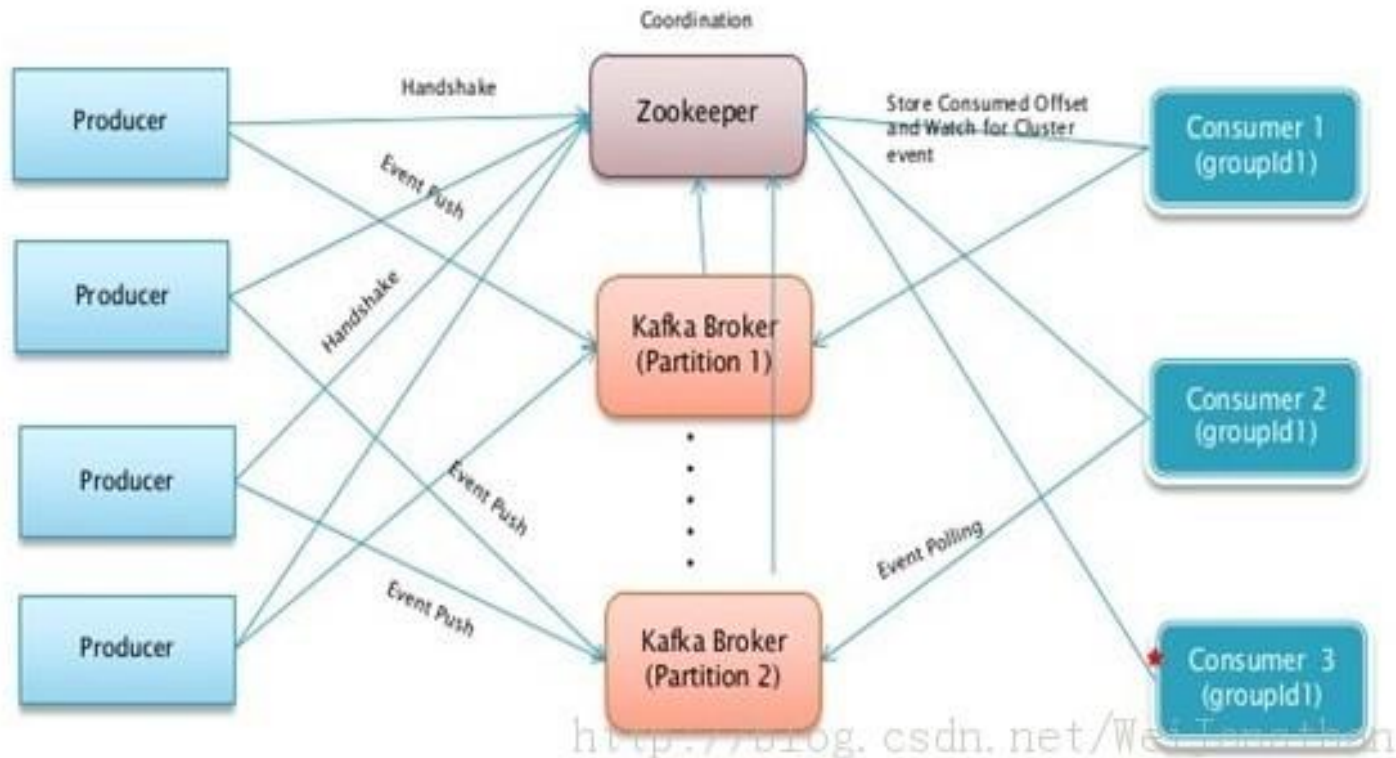 Coordination
Producer
Handshake
Zookeeper
Store Consumed Offset
and Watch for Cluster
event
Consumer 1
(groupId1)
Event Push
Producer
Handshake
Kafka Broker
(Partition 1)
Consumer 2
(groupId1)
Producer
Event Push
Event Polling
Event Push
Producer
Kafka Broker
(Partition 2)
Consumer 3
(groupId1)
http://blog.csdn.net/WeiJonathan